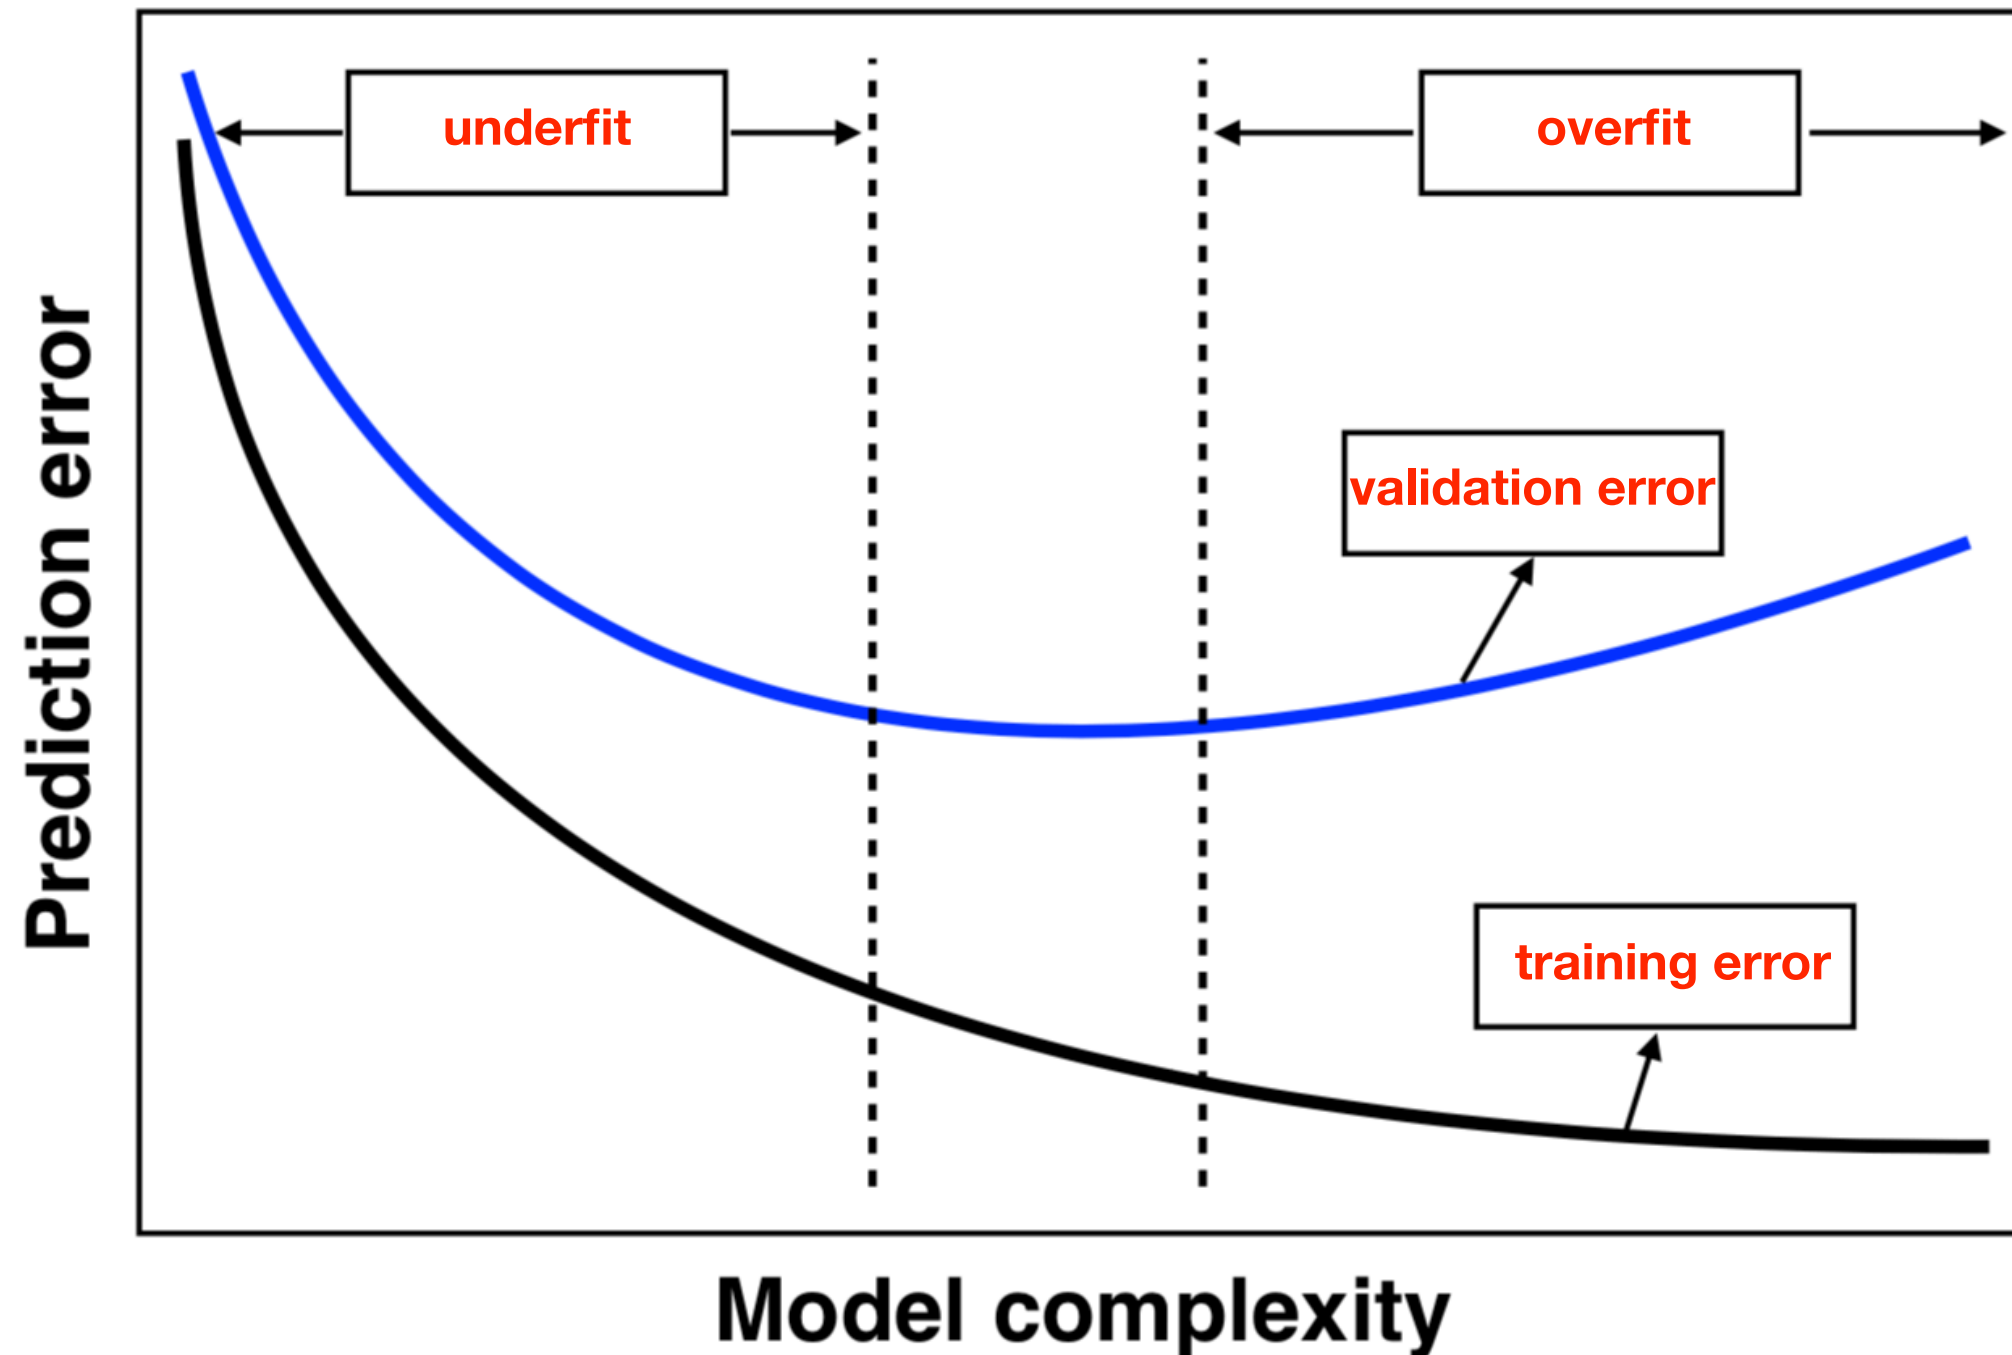 underfit
overfit
validation error
training error
Prediction error
Model complexity